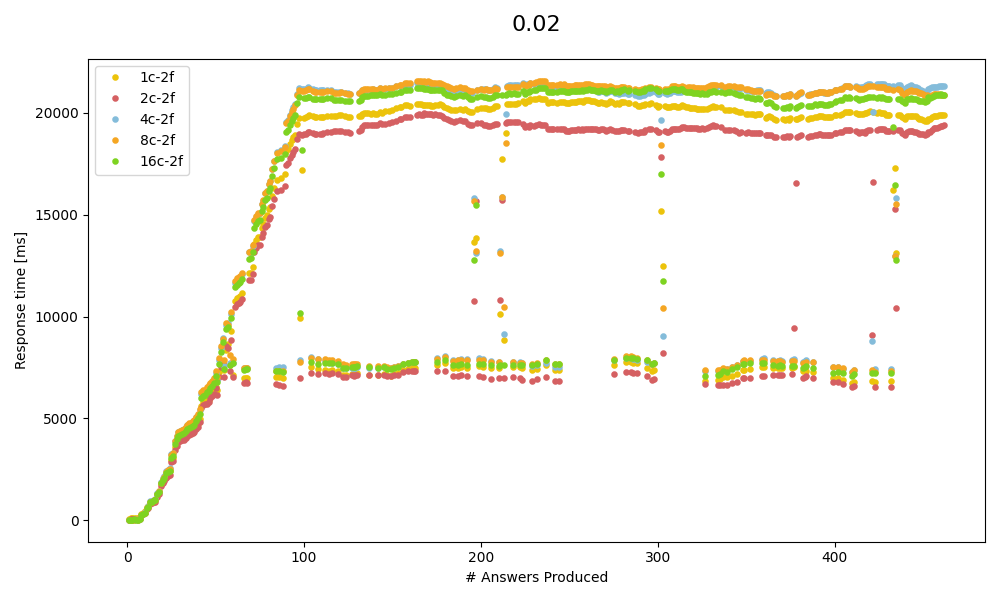 0.02
1c-2f
2c-2f
4c-2f
8c-2f
16c-2f
Response time [ms]
20000
15000
10000
5000
0
0 100 200 300 400
# Answers Produced